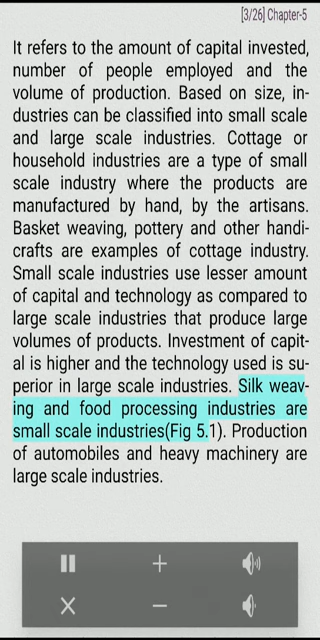 [3/26] Chapter-5
It refers to the amount of capital invested,
number of people employed and the
volume of production. Based on size, in-
dustries can be classified into small scale
and large scale industries. Cottage or
household industries are a type of small
scale industry where the products are
manufactured by hand, by the artisans.
Basket weaving, pottery and other handi-
crafts are examples of cottage industry.
Small scale industries use lesser amount
of capital and technology as compared to
large scale industries that produce large
volumes of products. Investment of capit-
al is higher and the technology used is su-
perior in large scale industries. Silk weav-
ing and food processing industries are
small scale industries(Fig 5.1). Production
of automobiles and heavy machinery are
large scale industries.